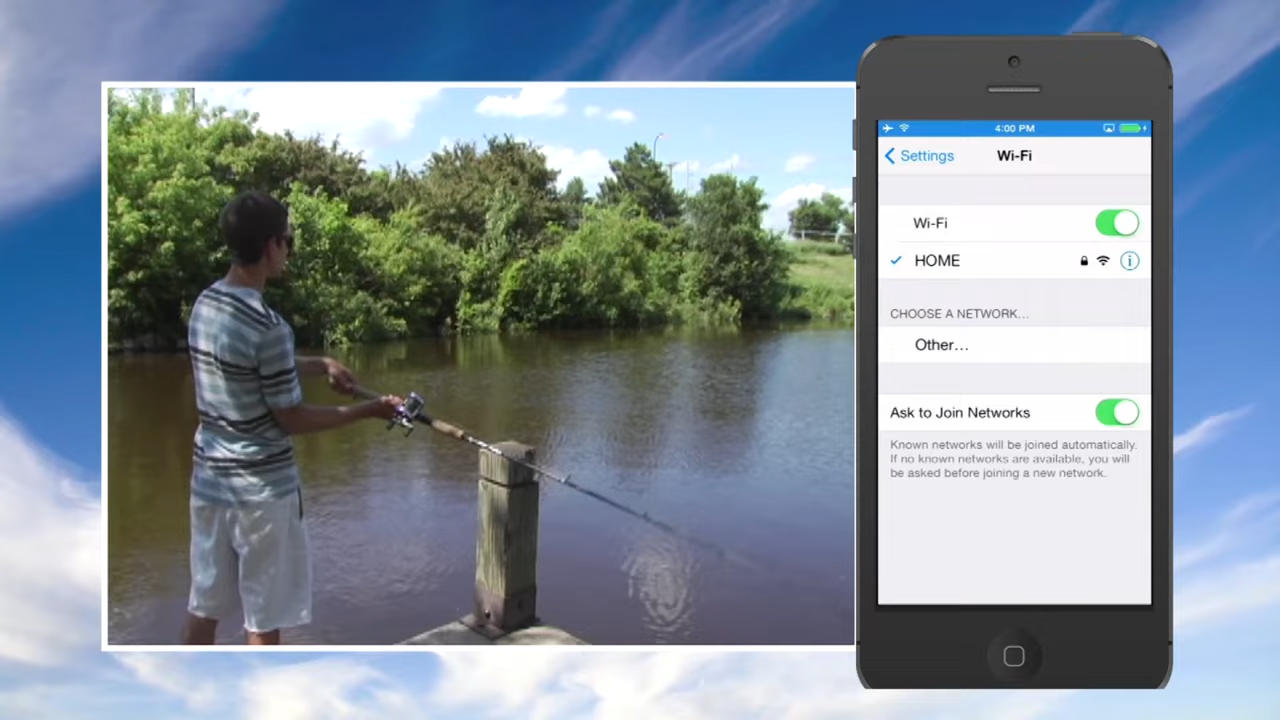 4:00 PM
Settings
Wi-Fi
Wi-Fi
HOME
CHOOSE A NETWORK...
Other...
Ask to Join Networks
Known networks will be joined automatically.
If no known networks are available, you will
be asked before joining a new network.